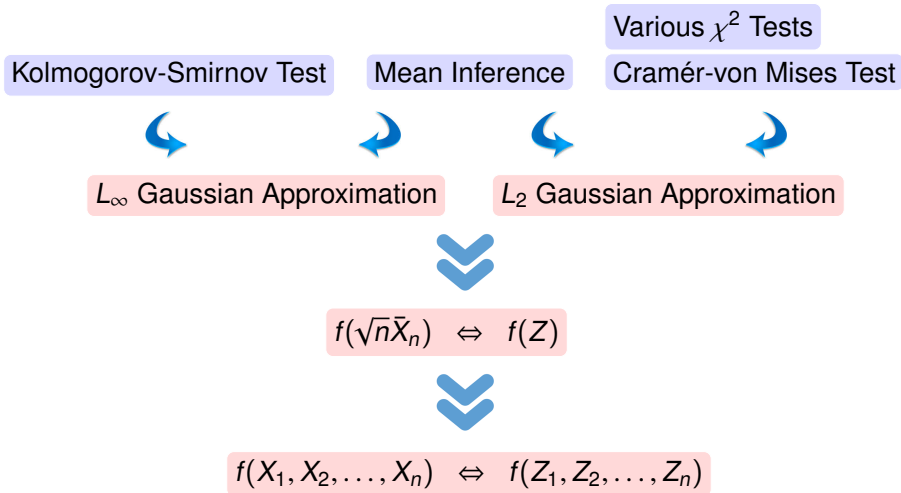 Various χ² Tests
Kolmogorov-Smirnov Test Mean Inference Cramér-von Mises Test
L∞ Gaussian Approximation L₂ Gaussian Approximation
f(√n X̄ₙ) ⇔ f(Z)
f(X₁, X₂, . . . , Xₙ) ⇔ f(Z₁, Z₂, . . . , Zₙ)